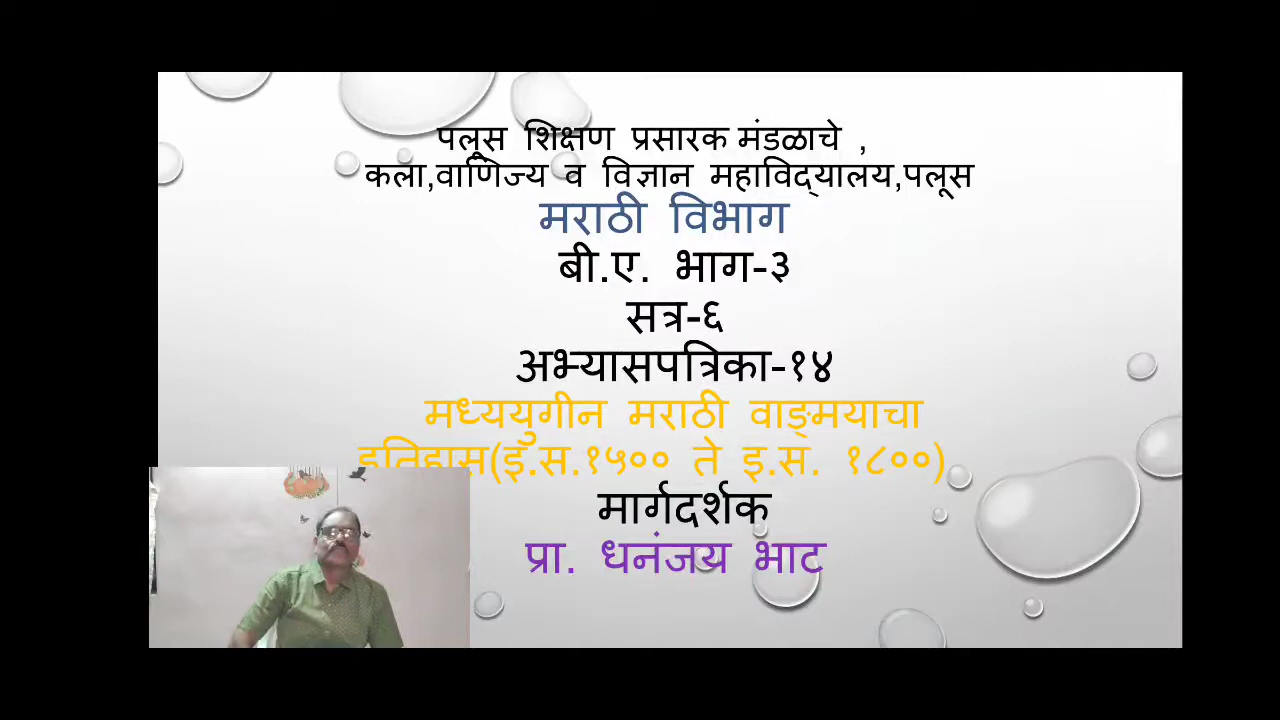 पलूस शिक्षण प्रसारक मंडळाचे ,
कला,वाणिज्य व विज्ञान महाविद्यालय,पलूस
मराठी विभाग
बी.ए. भाग-३
सत्र-६
अभ्यासपत्रिका-१४
मध्ययुगीन मराठी वाङ्मयाचा
इतिहास(इ.स.१५०० ते इ.स. १८००)
मार्गदर्शक
प्रा. धनंजय भाट